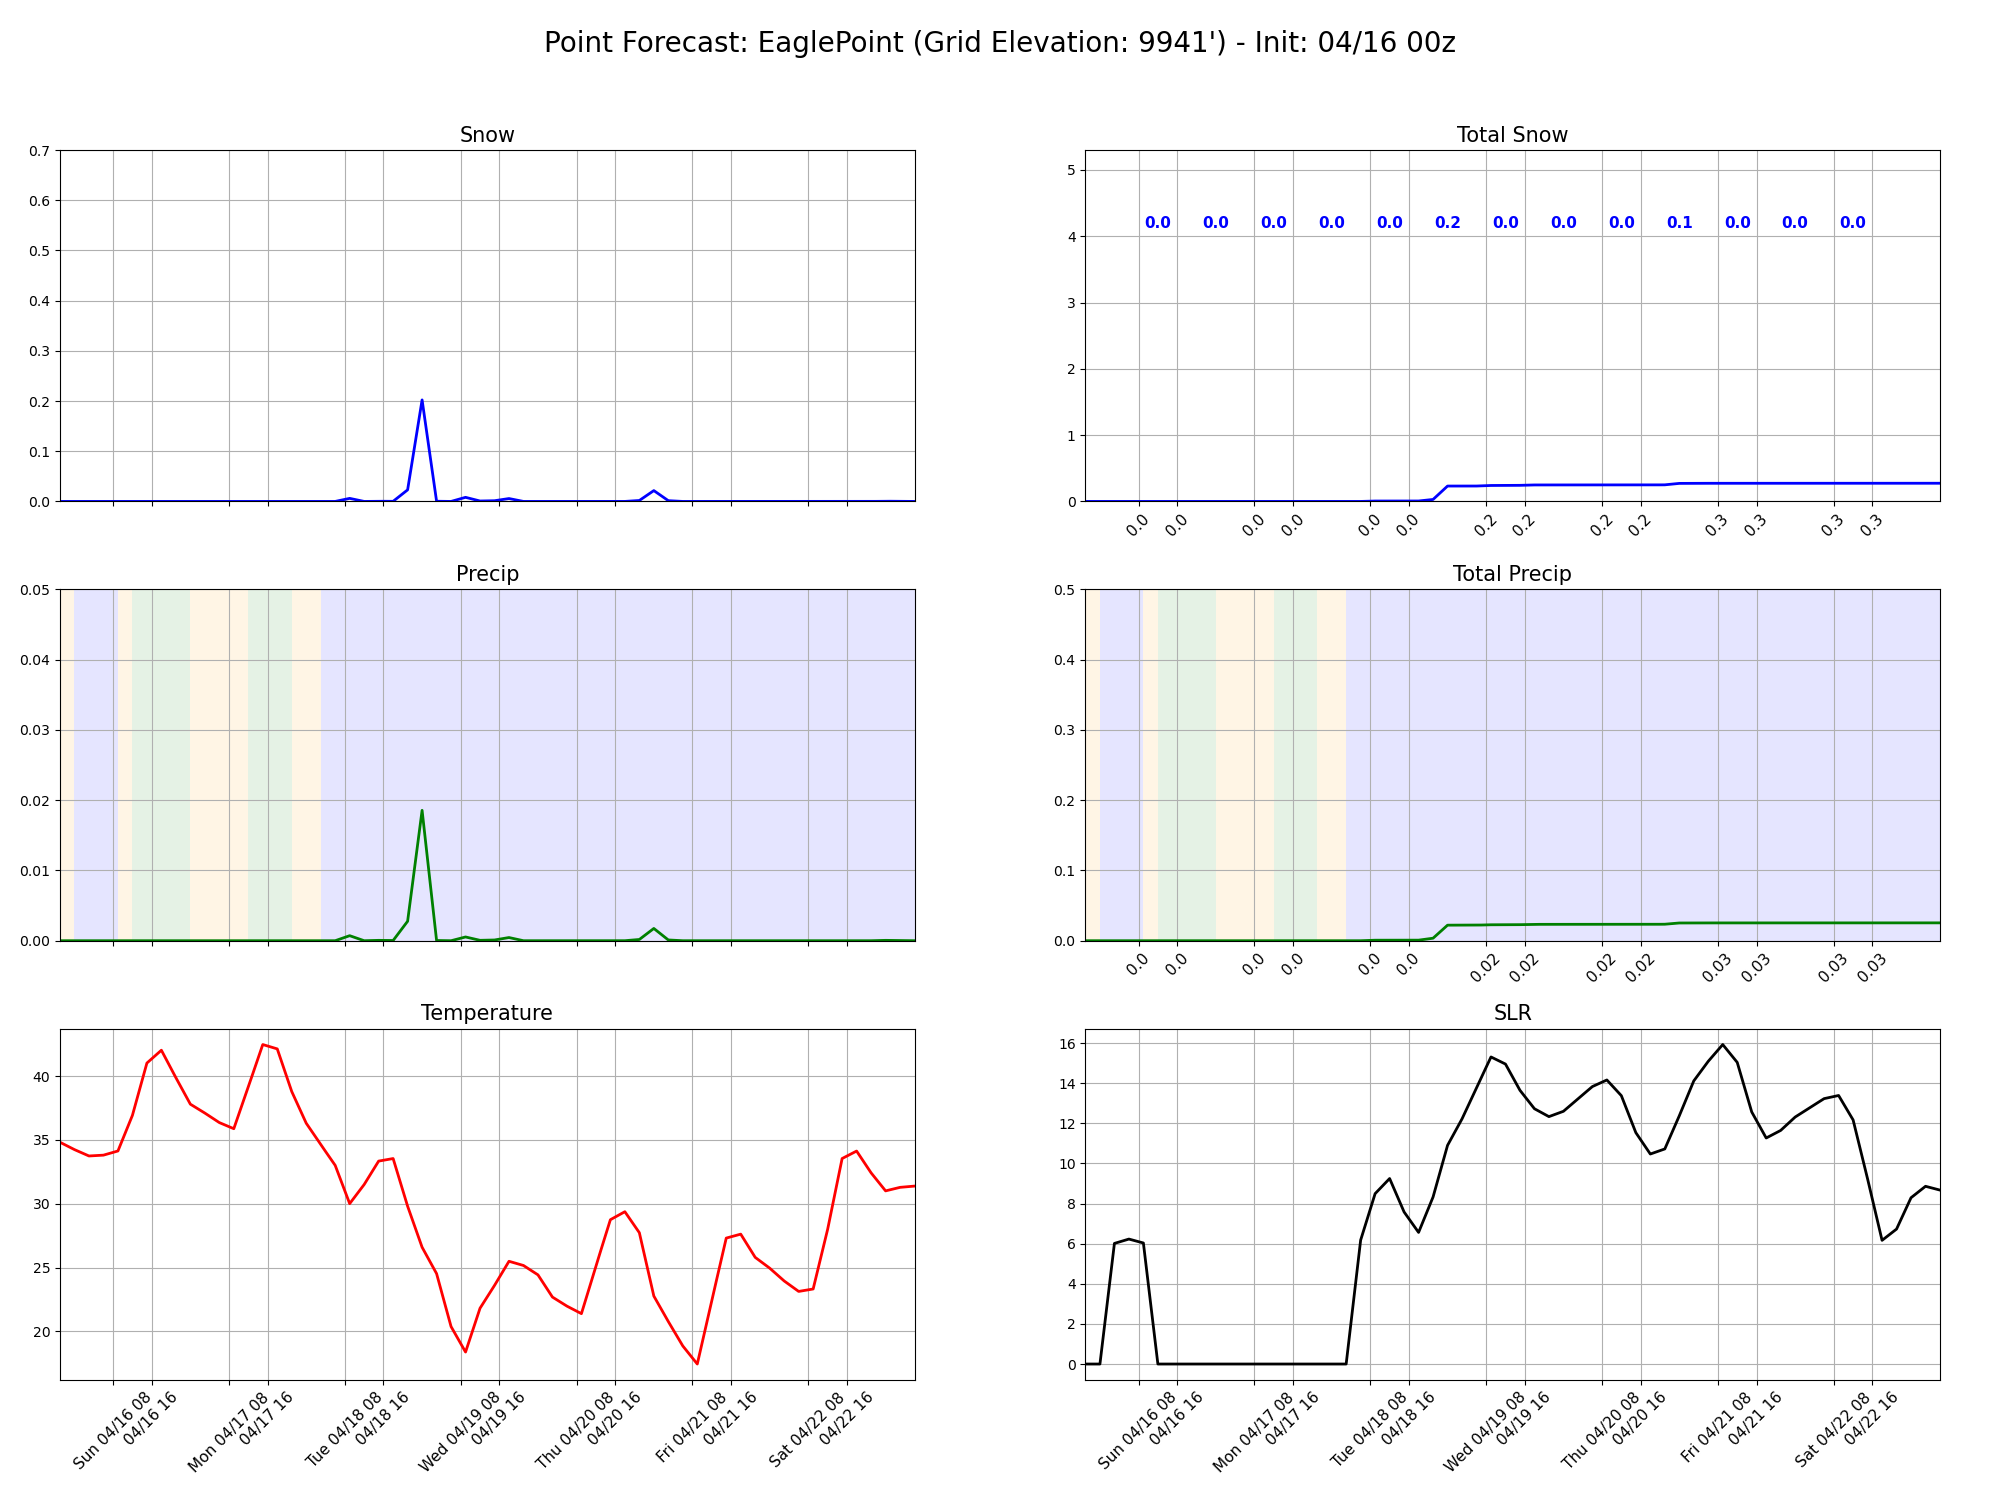 Point Forecast: EaglePoint (Grid Elevation: 9941') - Init: 04/16 00z
Snow
0.7
0.6
0.5
0.4
0.3
0.2
0.1
0.0
Total Snow
5
4
3
2
1
0
0.0 0.0 0.0 0.0 0.0 0.2 0.0 0.0 0.0 0.1 0.0 0.0 0.0
0.0 0.0 0.0 0.0 0.0 0.0 0.2 0.2 0.2 0.2 0.3 0.3 0.3 0.3
Precip
0.05
0.04
0.03
0.02
0.01
0.00
Total Precip
0.5
0.4
0.3
0.2
0.1
0.0
0.0 0.0 0.0 0.0 0.0 0.0 0.02 0.02 0.02 0.02 0.03 0.03 0.03 0.03
Temperature
40
35
30
25
20
Sun 04/16 08
04/16 16
Mon 04/17 08
04/17 16
Tue 04/18 08
04/18 16
Wed 04/19 08
04/19 16
Thu 04/20 08
04/20 16
Fri 04/21 08
04/21 16
Sat 04/22 08
04/22 16
SLR
16
14
12
10
8
6
4
2
0
Sun 04/16 08
04/16 16
Mon 04/17 08
04/17 16
Tue 04/18 08
04/18 16
Wed 04/19 08
04/19 16
Thu 04/20 08
04/20 16
Fri 04/21 08
04/21 16
Sat 04/22 08
04/22 16